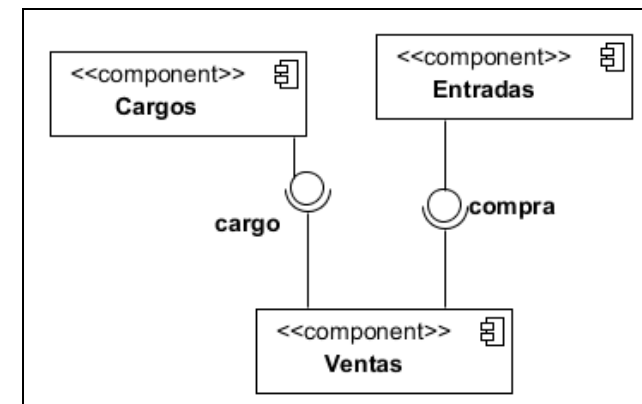 <<component>>
Cargos
<<component>>
Entradas
cargo
compra
<<component>>
Ventas